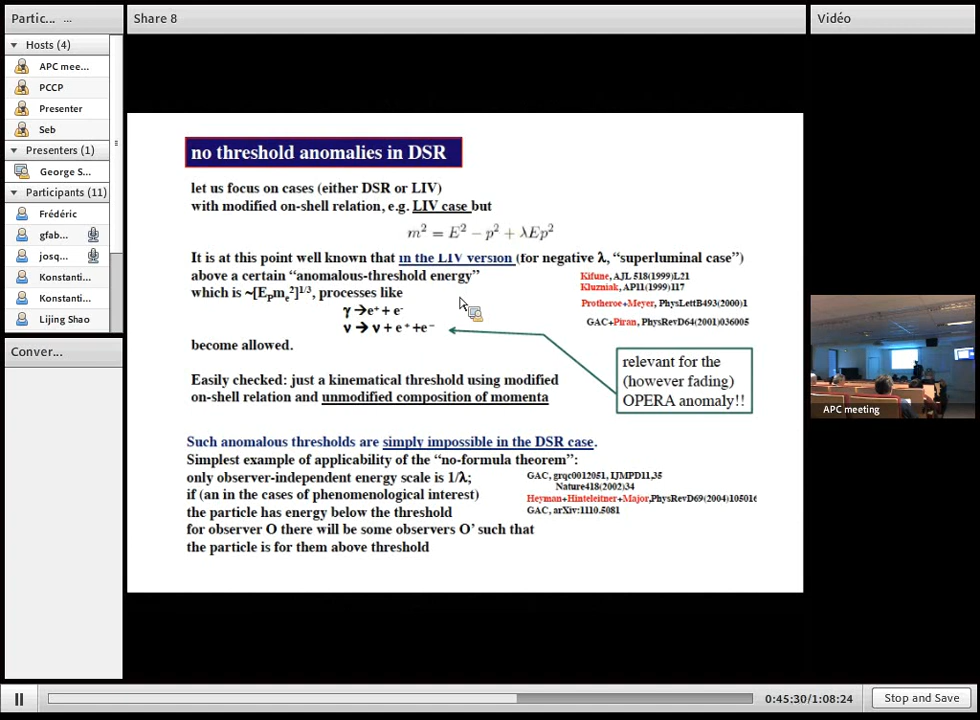 Partic... ...
Share 8
Vidéo
Hosts (4)
APC mee...
PCCP
Presenter
Seb
Presenters (1)
George S...
Participants (11)
Frédéric
gfab...
josq...
Konstanti...
Konstanti...
Lijing Shao
Conver...
no threshold anomalies in DSR
let us focus on cases (either DSR or LIV)
with modified on-shell relation, e.g. LIV case but
m² = E² − p² + λEp²
It is at this point well known that in the LIV version (for negative λ, “superluminal case”)
above a certain “anomalous-threshold energy”
which is ~[Epme²]1/3, processes like
γ → e⁺ + e⁻
ν → ν + e⁺ +e⁻
become allowed.
Kifune, AJL 518(1999)L21
Kluzniak, AP11(1999)117
Protheroe+Meyer, PhysLettB493(2000)1
GAC+Piran, PhysRevD64(2001)036005
relevant for the
(however fading)
OPERA anomaly!!
Easily checked: just a kinematical threshold using modified
on-shell relation and unmodified composition of momenta
Such anomalous thresholds are simply impossible in the DSR case.
Simplest example of applicability of the “no-formula theorem”:
only observer-independent energy scale is 1/λ;
if (an in the cases of phenomenological interest)
the particle has energy below the threshold
for observer O there will be some observers O’ such that
the particle is for them above threshold
GAC, grqc0012051, IJMPD11,35
Nature418(2002)34
Heyman+Hinteleitner+Major,PhysRevD69(2004)105016
GAC, arXiv:1110.5081
APC meeting
0:45:30/1:08:24
Stop and Save